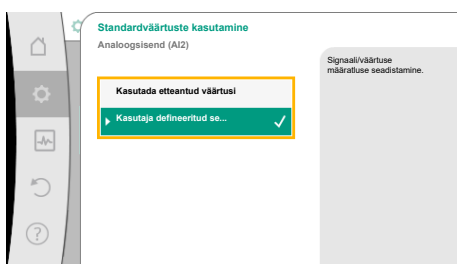 Standardväärtuste kasutamine
Analoogsisend (AI2)
Kasutada etteantud väärtusi
Kasutaja defineeritud se...
Signaali/väärtuse
määratluse seadistamine.
?